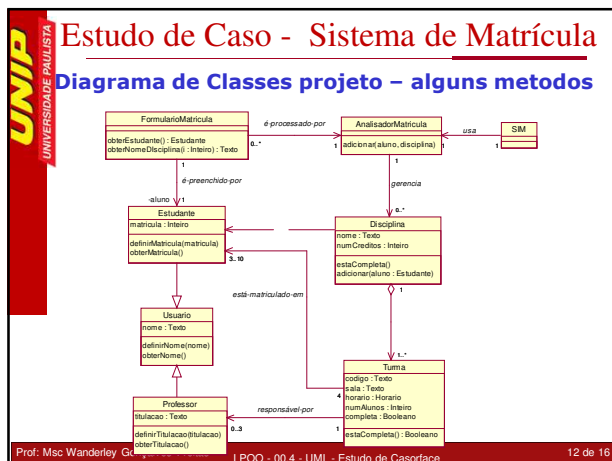 UNIP
UNIVERSIDADE PAULISTA
Estudo de Caso - Sistema de Matrícula
Diagrama de Classes projeto – alguns metodos
FormularioMatricula
obterEstudante() : Estudante
obterNomeDIsciplina(i : Inteiro) : Texto
é-processado-por
0..*
1
AnalisadorMatricula
adicionar(aluno,disciplina)
usa
1
1
SIM
1
é-preenchido-por
-aluno
1
1
gerencia
0..*
Estudante
matricula : Inteiro
definirMatricula(matricula)
obterMatricula()
3..10
Disciplina
nome : Texto
numCreditos : Inteiro
estaCompleta()
adicionar(aluno : Estudante)
1
está-matriculado-em
Usuario
nome : Texto
definirNome(nome)
obterNome()
1..*
Turma
codigo : Texto
sala : Texto
horario : Horario
numAlunos : Inteiro
completa : Booleano
estaCompleta() : Booleano
4
Professor
titulacao : Texto
definirTitulacao(titulacao)
obterTitulacao()
responsável-por
0..3
1
Prof: Msc Wanderley
LPOO - 00.4 - UML - Estudo de Casorface
12 de 16